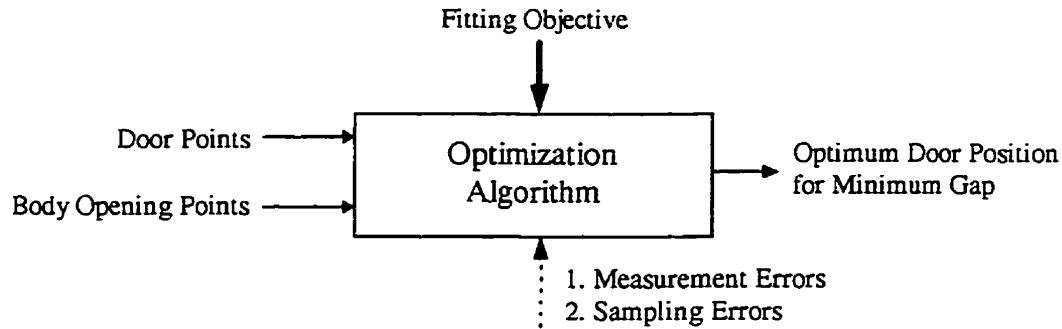 Fitting Objective
Door Points
Body Opening Points
Optimization
Algorithm
Optimum Door Position
for Minimum Gap
1. Measurement Errors
2. Sampling Errors